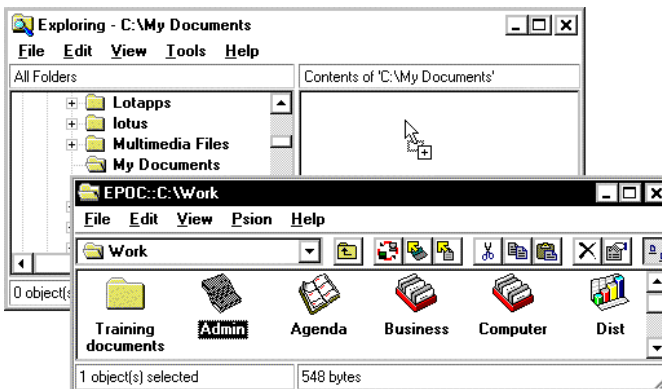 Exploring - C:\My Documents
File Edit View Tools Help
All Folders
Contents of 'C:\My Documents'
Lotapps
lotus
Multimedia Files
My Documents
EPOC::C:\Work
File Edit View Psion Help
Work
0 object(s
Training documents
Admin
Agenda
Business
Computer
Dist
1 object(s) selected
548 bytes